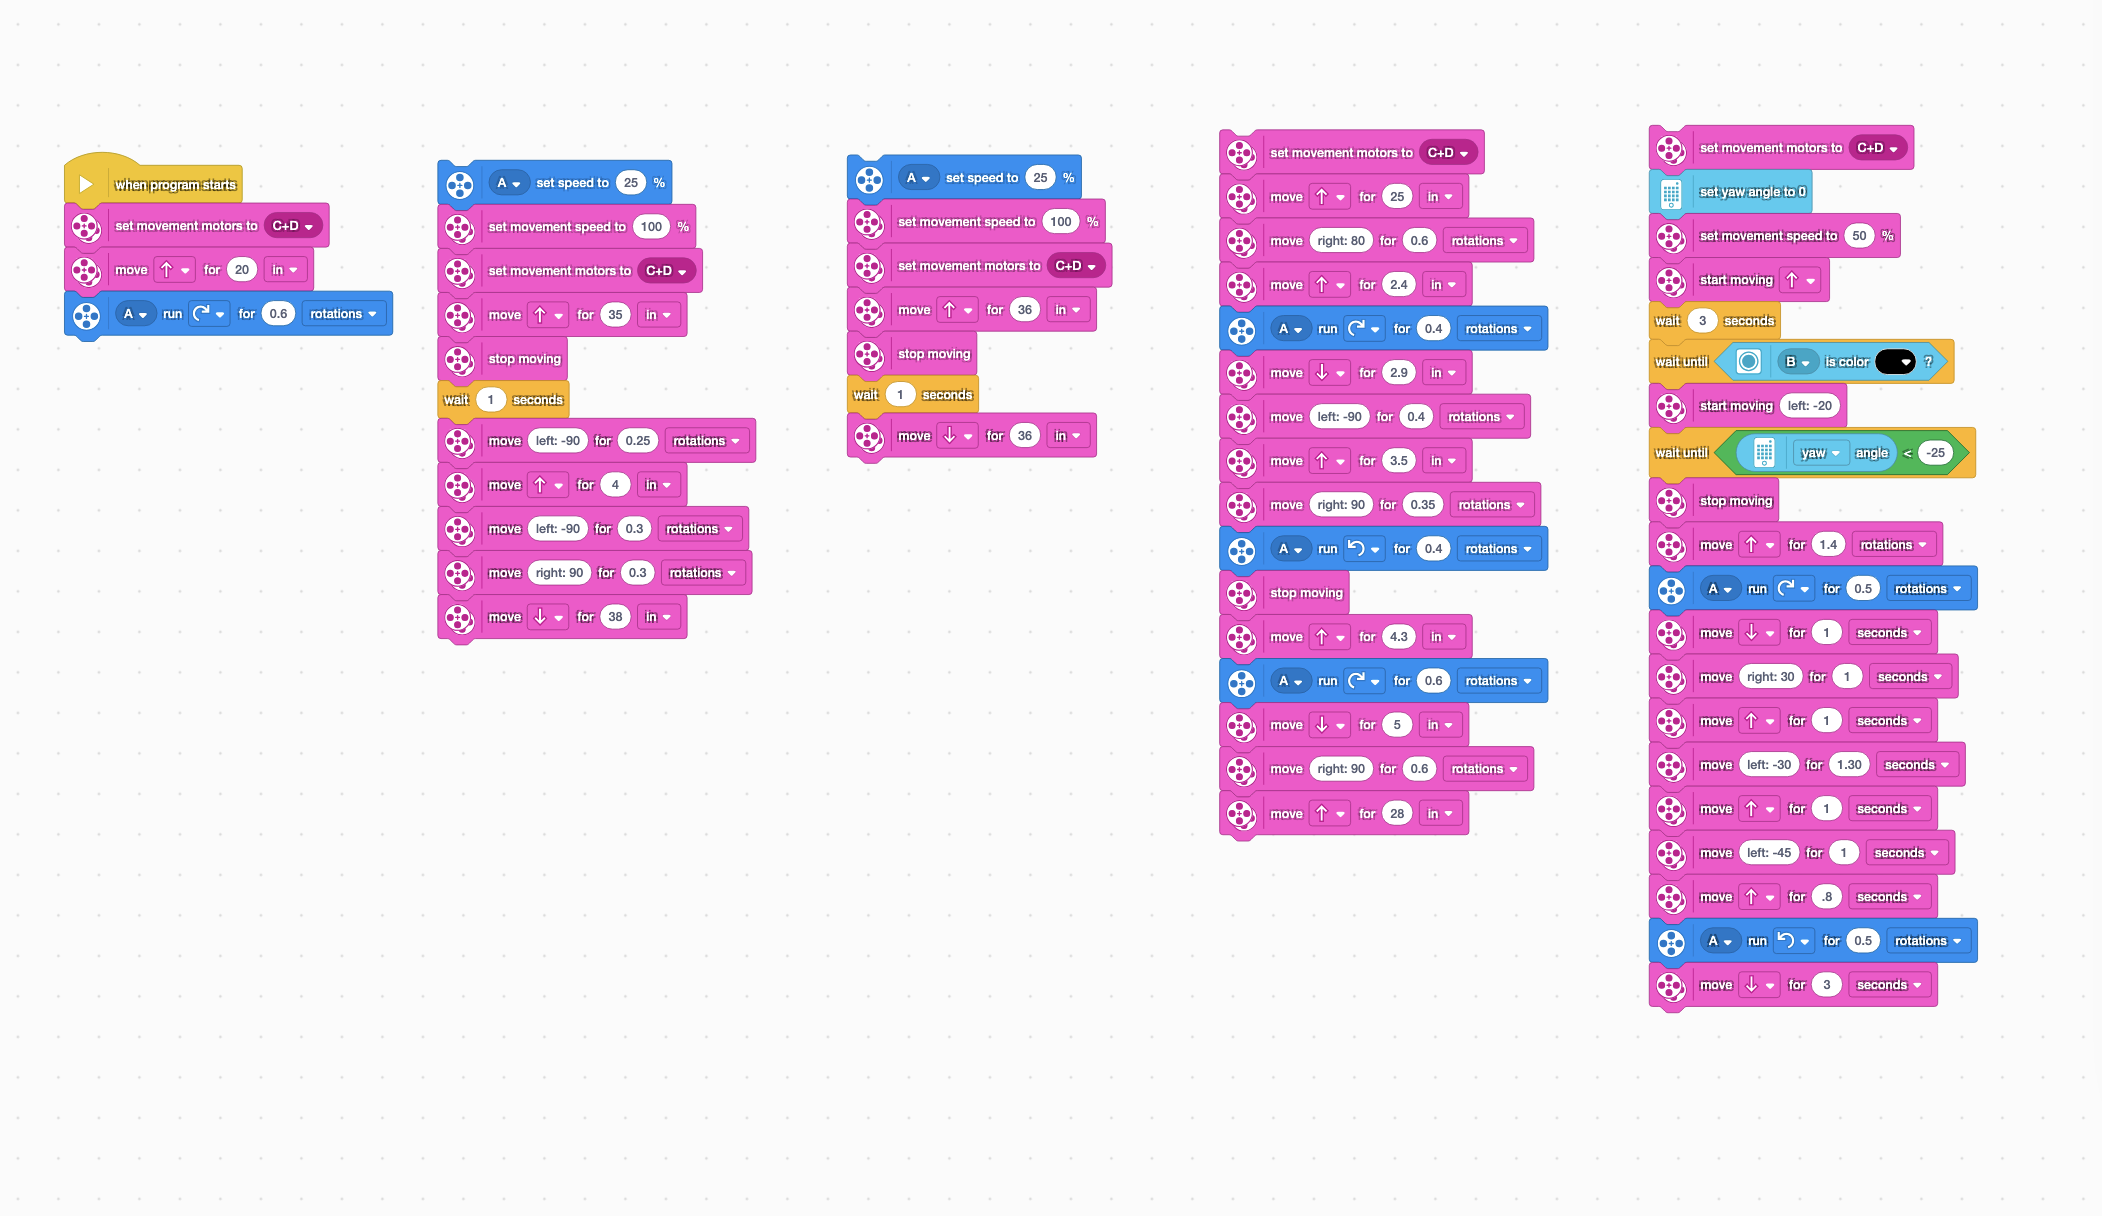 when program starts
set movement motors to C+D
move for 20 in
A run for 0.6 rotations
A set speed to 25 %
set movement speed to 100 %
set movement motors to C+D
move for 35 in
stop moving
wait 1 seconds
move left: -90 for 0.25 rotations
move for 4 in
move left: -90 for 0.3 rotations
move right: 90 for 0.3 rotations
move for 38 in
A set speed to 25 %
set movement speed to 100 %
set movement motors to C+D
move for 36 in
stop moving
wait 1 seconds
move for 36 in
set movement motors to C+D
move for 25 in
move right: 80 for 0.6 rotations
move for 2.4 in
A run for 0.4 rotations
move for 2.9 in
move left: -90 for 0.4 rotations
move for 3.5 in
move right: 90 for 0.35 rotations
A run for 0.4 rotations
stop moving
move for 4.3 in
A run for 0.6 rotations
move for 5 in
move right: 90 for 0.6 rotations
move for 28 in
set movement motors to C+D
set yaw angle to 0
set movement speed to 50 %
start moving
wait 3 seconds
wait until B is color ?
start moving left: -20
wait until yaw angle < -25
stop moving
move for 1.4 rotations
A run for 0.5 rotations
move for 1 seconds
move right: 30 for 1 seconds
move for 1 seconds
move left: -30 for 1.30 seconds
move for 1 seconds
move left: -45 for 1 seconds
move for .8 seconds
A run for 0.5 rotations
move for 3 seconds